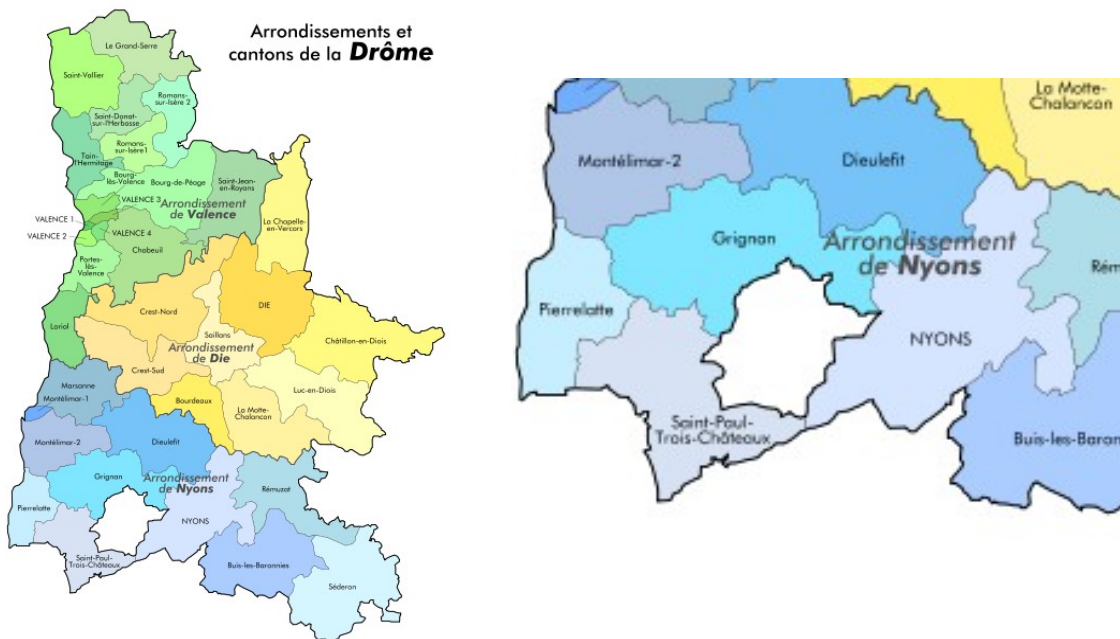 Arrondissements et
cantons de la Drôme
Le Grand-Serre
Saint-Vallier
Romans-
sur-Isère 2
Saint-Donat-
sur-l'Herbasse
Romans-
sur-Isère1
Tain-
l'Hermitage
Bourg-
lès-Valence
Bourg-de-Péage
Saint-Jean-
en-Royans
VALENCE 3
Arrondissement
de Valence
VALENCE 1
VALENCE 2
VALENCE 4
La Chapelle-
en-Vercors
Chabeuil
Portes-
lès-
Valence
Loriol
Crest-Nord
DIE
Saillans
Arrondissement
de Die
Châtillon-en-Diois
Crest-Sud
Marsanne
Montélimar-1
Bourdeaux
Luc-en-Diois
La Motte-
Chalancon
Montélimar-2
Dieulefit
Grignan
Arrondissement
de Nyons
Rémuzat
Pierrelatte
NYONS
Saint-Paul-
Trois-Châteaux
Buis-les-Baronnies
Séderon
La Motte-
Chalancon
Montélimar-2
Dieulefit
Grignan
Arrondissement
de Nyons
Rém
Pierrelatte
NYONS
Saint-Paul-
Trois-Châteaux
Buis-les-Baron